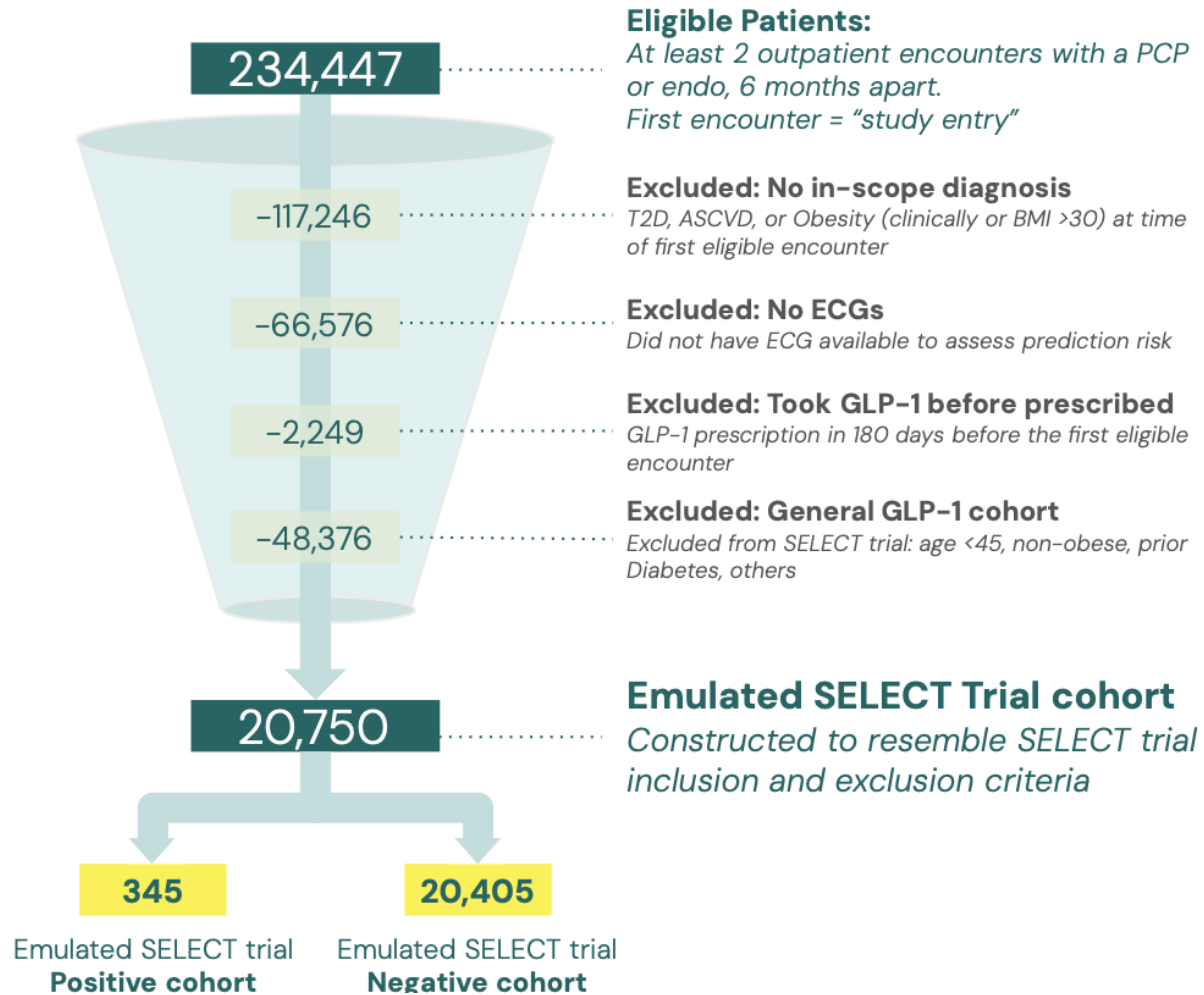 234,447
Eligible Patients:
At least 2 outpatient encounters with a PCP
or endo, 6 months apart.
First encounter = “study entry”
-117,246
Excluded: No in-scope diagnosis
T2D, ASCVD, or Obesity (clinically or BMI >30) at time
of first eligible encounter
-66,576
Excluded: No ECGs
Did not have ECG available to assess prediction risk
-2,249
Excluded: Took GLP-1 before prescribed
GLP-1 prescription in 180 days before the first eligible
encounter
-48,376
Excluded: General GLP-1 cohort
Excluded from SELECT trial: age <45, non-obese, prior
Diabetes, others
20,750
Emulated SELECT Trial cohort
Constructed to resemble SELECT trial
inclusion and exclusion criteria
345
Emulated SELECT trial
Positive cohort
20,405
Emulated SELECT trial
Negative cohort